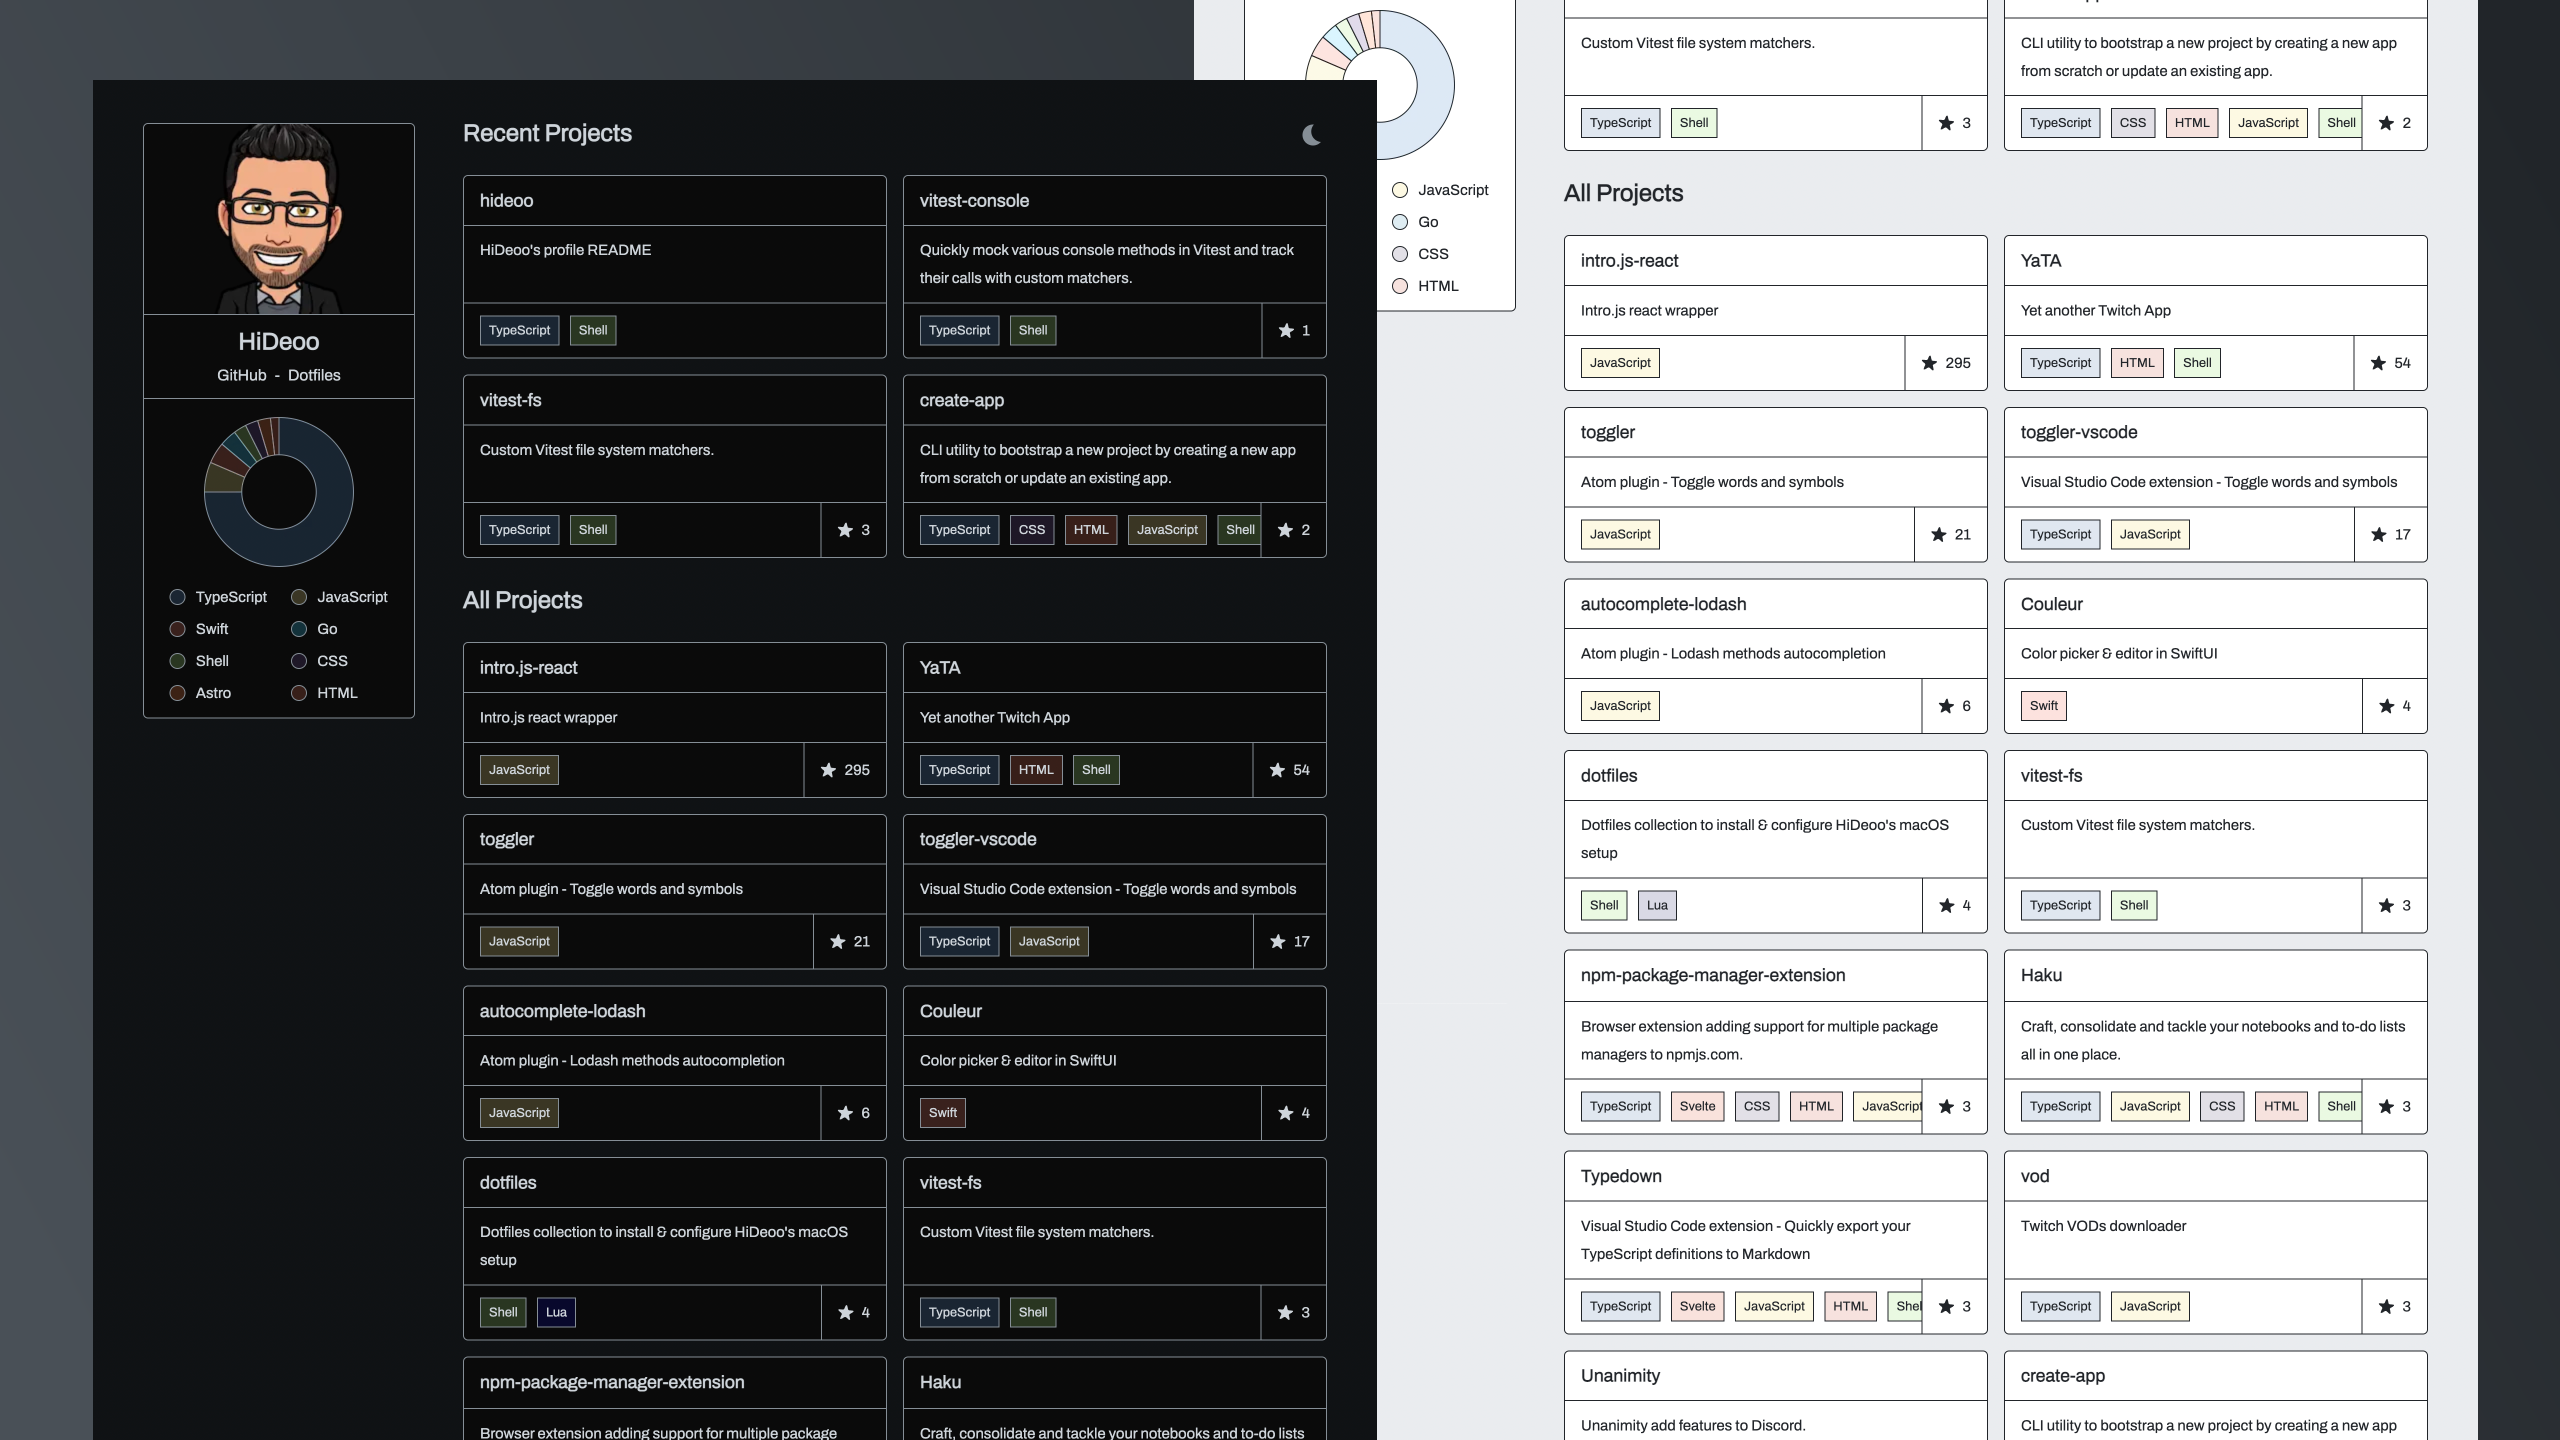 HiDeoo
GitHub - Dotfiles
TypeScript
JavaScript
Swift
Go
Shell
CSS
Astro
HTML
Recent Projects
hideoo
HiDeoo's profile README
TypeScript Shell
vitest-console
Quickly mock various console methods in Vitest and track
their calls with custom matchers.
TypeScript Shell 1
vitest-fs
Custom Vitest file system matchers.
TypeScript Shell 3
create-app
CLI utility to bootstrap a new project by creating a new app
from scratch or update an existing app.
TypeScript CSS HTML JavaScript Shell 2
All Projects
intro.js-react
Intro.js react wrapper
JavaScript 295
YaTA
Yet another Twitch App
TypeScript HTML Shell 54
toggler
Atom plugin - Toggle words and symbols
JavaScript 21
toggler-vscode
Visual Studio Code extension - Toggle words and symbols
TypeScript JavaScript 17
autocomplete-lodash
Atom plugin - Lodash methods autocompletion
JavaScript 6
Couleur
Color picker & editor in SwiftUI
Swift 4
dotfiles
Dotfiles collection to install & configure HiDeoo's macOS
setup
Shell Lua 4
vitest-fs
Custom Vitest file system matchers.
TypeScript Shell 3
npm-package-manager-extension
Browser extension adding support for multiple package
Haku
Craft, consolidate and tackle your notebooks and to-do lists
JavaScript
Go
CSS
HTML
Custom Vitest file system matchers.
TypeScript Shell 3
CLI utility to bootstrap a new project by creating a new app
from scratch or update an existing app.
TypeScript CSS HTML JavaScript Shell 2
All Projects
intro.js-react
Intro.js react wrapper
JavaScript 295
YaTA
Yet another Twitch App
TypeScript HTML Shell 54
toggler
Atom plugin - Toggle words and symbols
JavaScript 21
toggler-vscode
Visual Studio Code extension - Toggle words and symbols
TypeScript JavaScript 17
autocomplete-lodash
Atom plugin - Lodash methods autocompletion
JavaScript 6
Couleur
Color picker & editor in SwiftUI
Swift 4
dotfiles
Dotfiles collection to install & configure HiDeoo's macOS
setup
Shell Lua 4
vitest-fs
Custom Vitest file system matchers.
TypeScript Shell 3
npm-package-manager-extension
Browser extension adding support for multiple package
managers to npmjs.com.
TypeScript Svelte CSS HTML JavaScript 3
Haku
Craft, consolidate and tackle your notebooks and to-do lists
all in one place.
TypeScript JavaScript CSS HTML Shell 3
Typedown
Visual Studio Code extension - Quickly export your
TypeScript definitions to Markdown
TypeScript Svelte JavaScript HTML Shel 3
vod
Twitch VODs downloader
TypeScript JavaScript 3
Unanimity
Unanimity add features to Discord.
create-app
CLI utility to bootstrap a new project by creating a new app